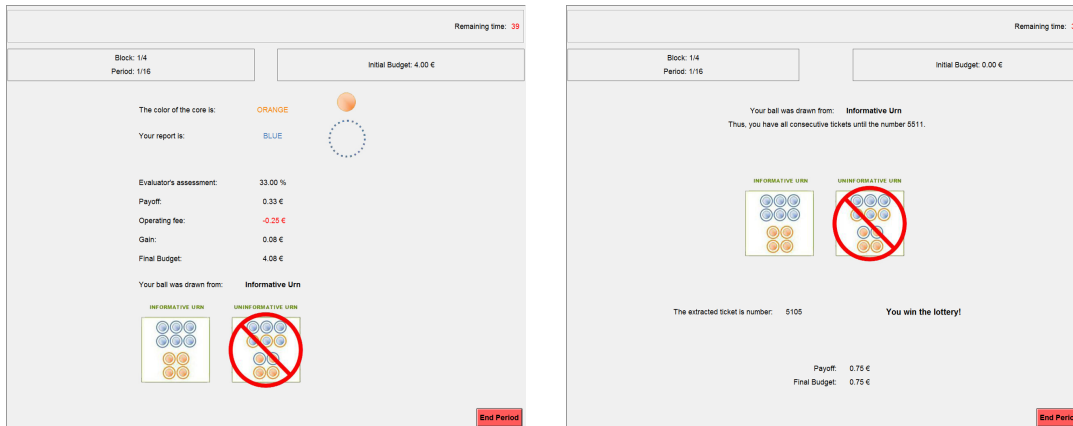 Remaining time: 39
Block: 1/4
Period: 1/16
Initial Budget: 4.00 €
The color of the core is: ORANGE
Your report is: BLUE
Evaluator's assessment: 33.00 %
Payoff: 0.33 €
Operating fee: -0.25 €
Gain: 0.08 €
Final Budget: 4.08 €
Your ball was drawn from: Informative Urn
INFORMATIVE URN UNINFORMATIVE URN
End Period
Remaining time:
Block: 1/4
Period: 1/16
Initial Budget: 0.00 €
Your ball was drawn from: Informative Urn
Thus, you have all consecutive tickets until the number 5511.
INFORMATIVE URN UNINFORMATIVE URN
The extracted ticket is number: 5105 You win the lottery!
Payoff: 0.75 €
Final Budget: 0.75 €
End